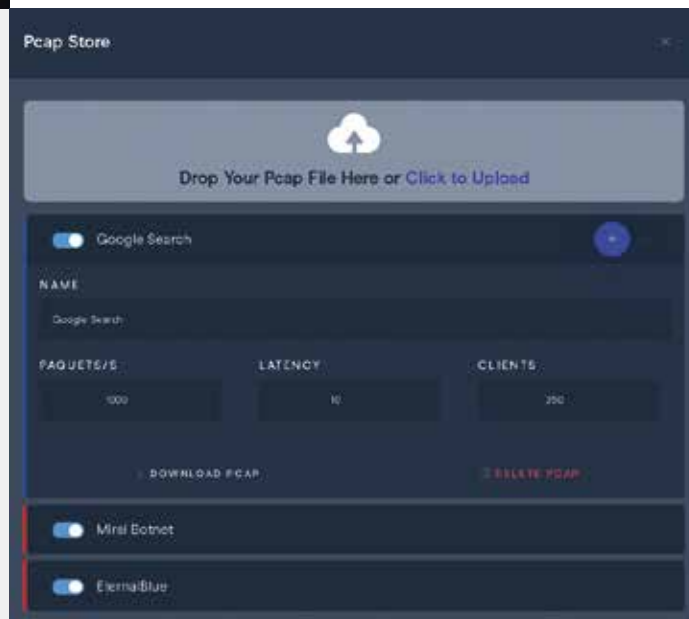 Pcap Store
Drop Your Pcap File Here or Click to Upload
Google Search
NAME
Google Search
PAQUETS/S LATENCY CLIENTS
1000 10 250
DOWNLOAD PCAP DELETE PCAP
Mirai Botnet
EternalBlue